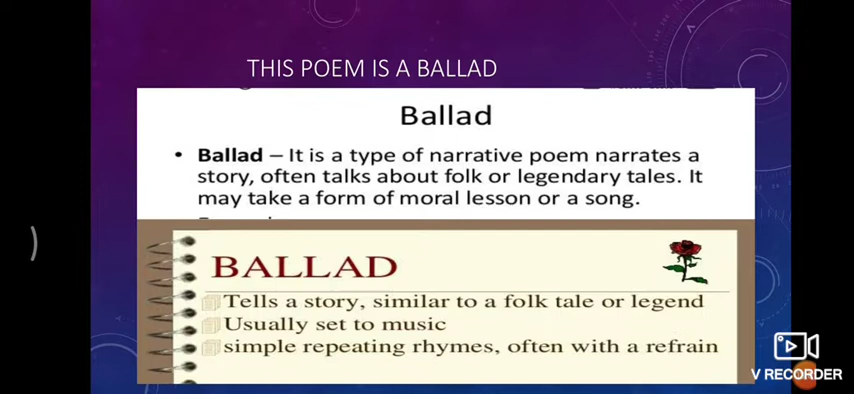 THIS POEM IS A BALLAD
Ballad
• Ballad – It is a type of narrative poem narrates a
story, often talks about folk or legendary tales. It
may take a form of moral lesson or a song.
BALLAD
Tells a story, similar to a folk tale or legend
Usually set to music
simple repeating rhymes, often with a refrain
V RECORDER